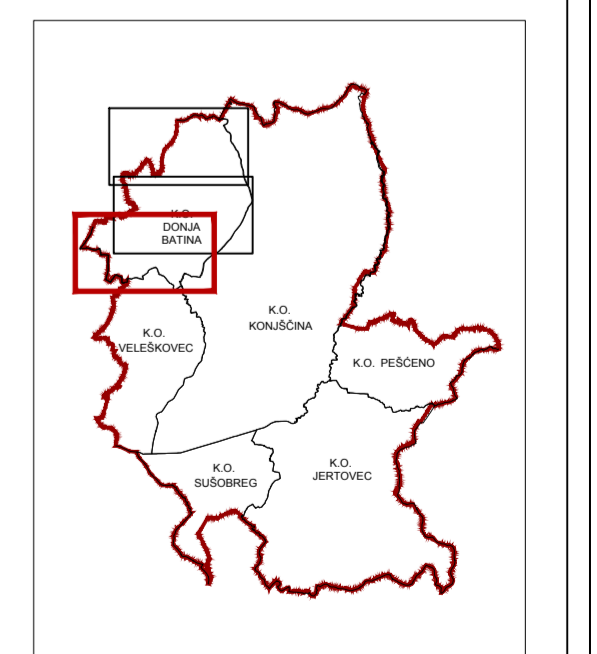 K.O.
DONJA
BATINA
K.O.
KONJŠČINA
K.O.
VELEŠKOVEC
K.O. PEŠĆENO
K.O.
SUŠOBREG
K.O.
JERTOVEC